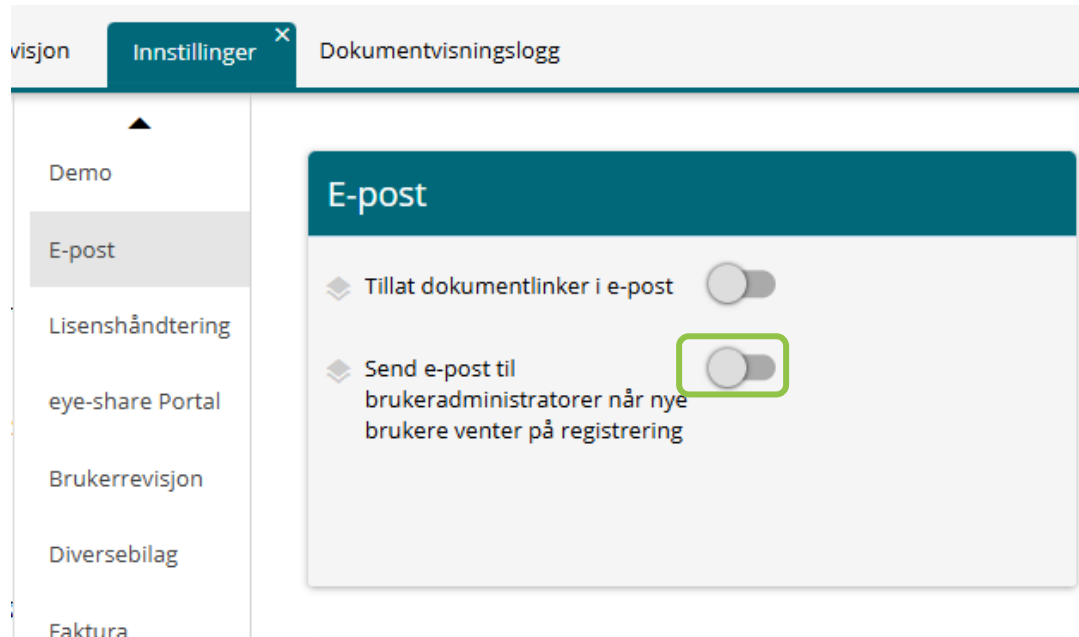 visjon
Innstillinger
Dokumentvisningslogg
Demo
E-post
Lisenshåndtering
eye-share Portal
Brukerrevisjon
Diversebilag
Faktura
E-post
Tillat dokumentlinker i e-post
Send e-post til
brukeradministratorer når nye
brukere venter på registrering